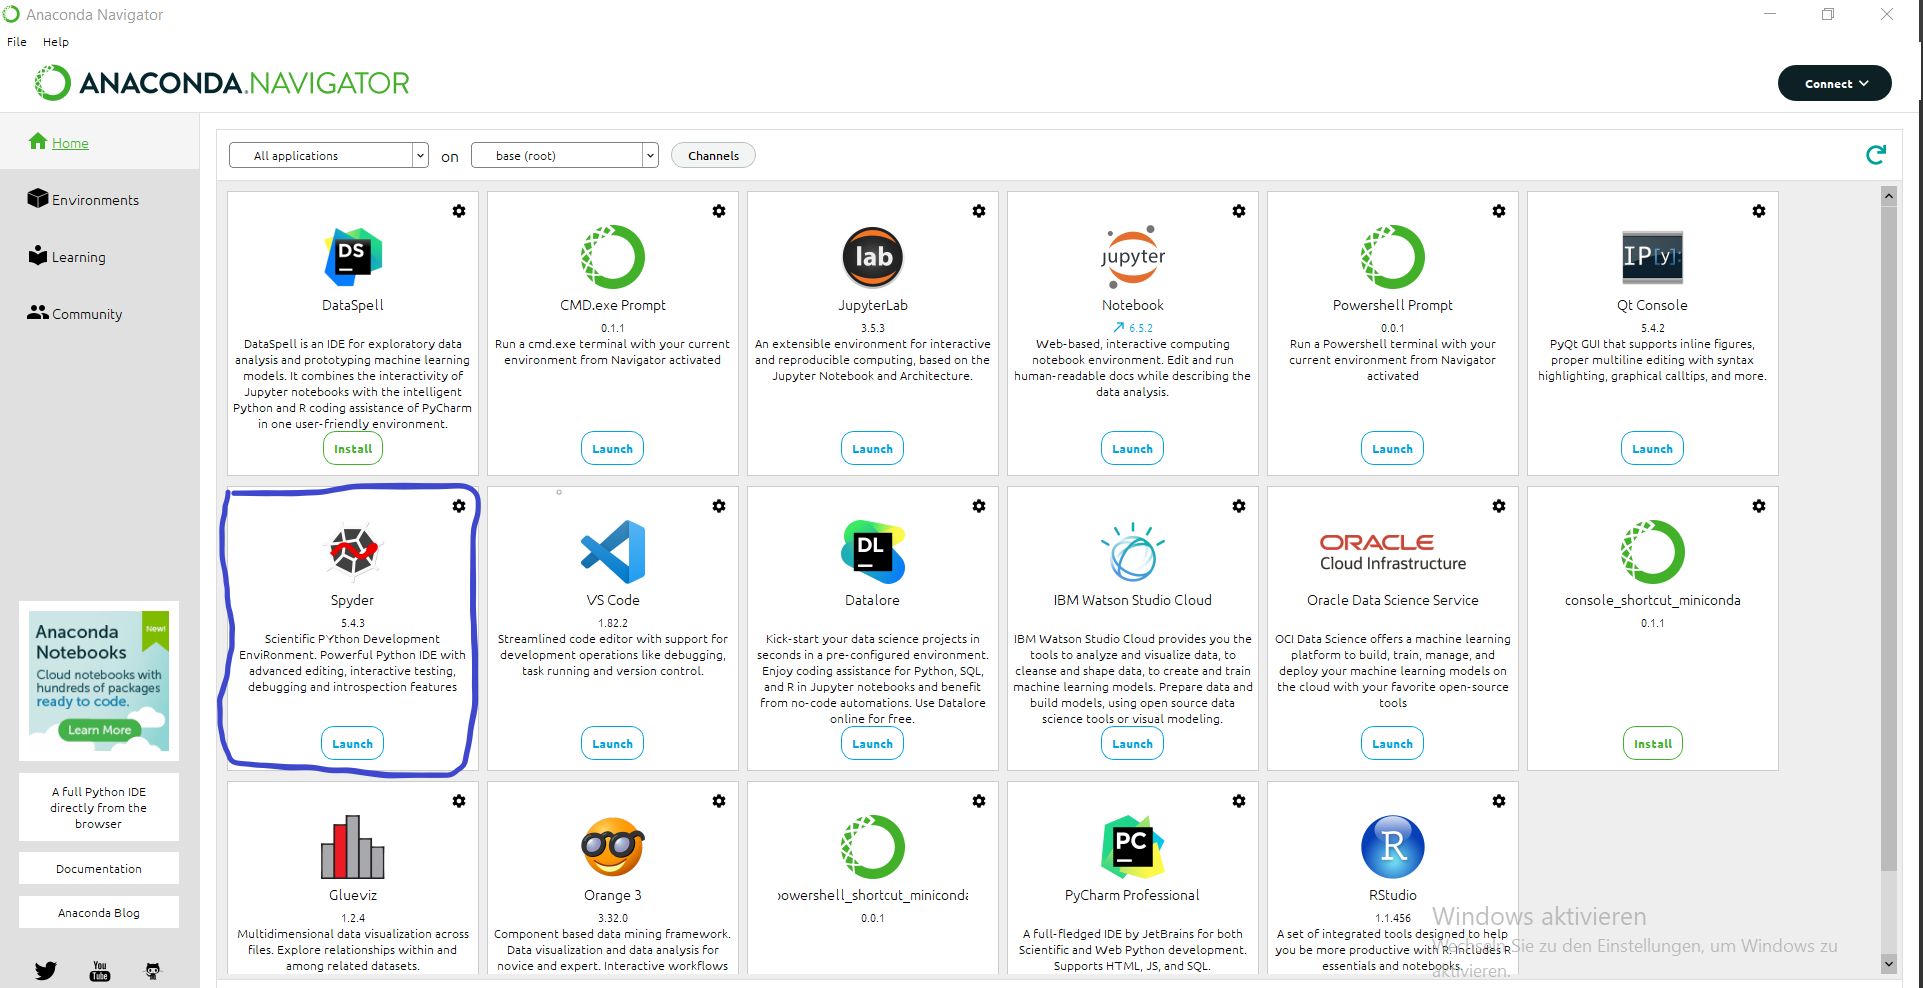 Anaconda Navigator
File Help
ANACONDA.NAVIGATOR
Connect
Home
Environments
Learning
Community
All applications on base (root) Channels
DS
DataSpell
DataSpell is an IDE for exploratory data
analysis and prototyping machine learning
models. It combines the interactivity of
Jupyter notebooks with the intelligent
Python and R coding assistance of PyCharm
in one user-friendly environment.
Install
CMD.exe Prompt
0.1.1
Run a cmd.exe terminal with your current
environment from Navigator activated
Launch
lab
JupyterLab
3.5.3
An extensible environment for interactive
and reproducible computing, based on the
Jupyter Notebook and Architecture.
Launch
jupyter
Notebook
6.5.2
Web-based, interactive computing
notebook environment. Edit and run
human-readable docs while describing the
data analysis.
Launch
Powershell Prompt
0.0.1
Run a Powershell terminal with your
current environment from Navigator
activated
Launch
IP[y]:
Qt Console
5.4.2
PyQt GUI that supports inline figures,
proper multiline editing with syntax
highlighting, graphical calltips, and more.
Launch
Spyder
5.4.3
Scientific PYthon Development
EnviRonment. Powerful Python IDE with
advanced editing, interactive testing,
debugging and introspection features
Launch
VS Code
1.82.2
Streamlined code editor with support for
development operations like debugging,
task running and version control.
Launch
DL
Datalore
Kick-start your data science projects in
seconds in a pre-configured environment.
Enjoy coding assistance for Python, SQL,
and R in Jupyter notebooks and benefit
from no-code automations. Use Datalore
online for free.
Launch
IBM Watson Studio Cloud
IBM Watson Studio Cloud provides you the
tools to analyze and visualize data, to
cleanse and shape data, to create and train
machine learning models. Prepare data and
build models, using open source data
science tools or visual modeling.
Launch
ORACLE
Cloud Infrastructure
Oracle Data Science Service
OCI Data Science offers a machine learning
platform to build, train, manage, and
deploy your machine learning models on
the cloud with your favorite open-source
tools
Launch
console_shortcut_miniconda
0.1.1
Install
Glueviz
1.2.4
Multidimensional data visualization across
files. Explore relationships within and
among related datasets.
Orange 3
3.32.0
Component based data mining framework.
Data visualization and data analysis for
novice and expert. Interactive workflows
powershell_shortcut_miniconda
0.0.1
PC
PyCharm Professional
A full-fledged IDE by JetBrains for both
Scientific and Web Python development.
Supports HTML, JS, and SQL.
R
RStudio
1.1.456
A set of integrated tools designed to help
you be more productive with R. Includes R
essentials and notebooks.
Anaconda
Notebooks
New!
Cloud notebooks with
hundreds of packages
ready to code.
Learn More
A full Python IDE
directly from the
browser
Documentation
Anaconda Blog
You
Tube
Windows aktivieren
Wechseln Sie zu den Einstellungen, um Windows zu
aktivieren.